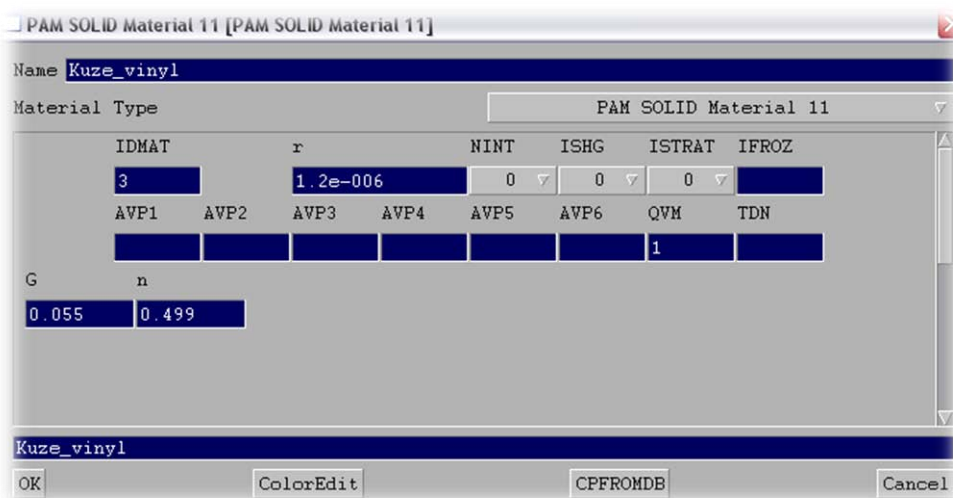 PAM SOLID Material 11 [PAM SOLID Material 11]
Name Kuze_vinyl
Material Type PAM SOLID Material 11
IDMAT r NINT ISHG ISTRAT IFROZ
3 1.2e-006 0 0 0
AVP1 AVP2 AVP3 AVP4 AVP5 AVP6 QVM TDN
1
G n
0.055 0.499
Kuze_vinyl
OK ColorEdit CPFROMDB Cancel